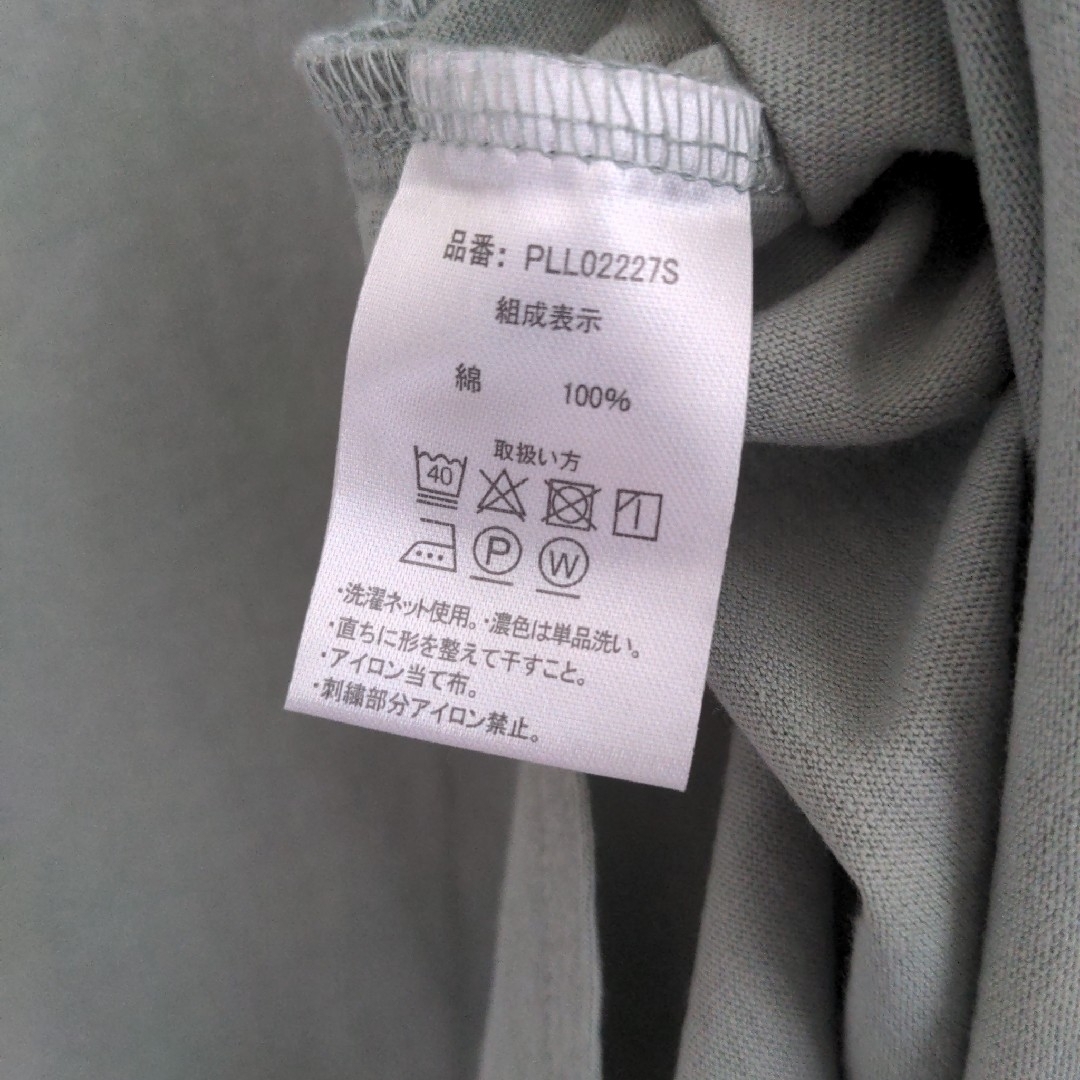 品番: PLL02227S
組成表示
綿 100%
取扱い方
40
P W
・洗濯ネット使用。・濃色は単品洗い。
・直ちに形を整えて干すこと。
・アイロン当て布。
・刺繍部分アイロン禁止。